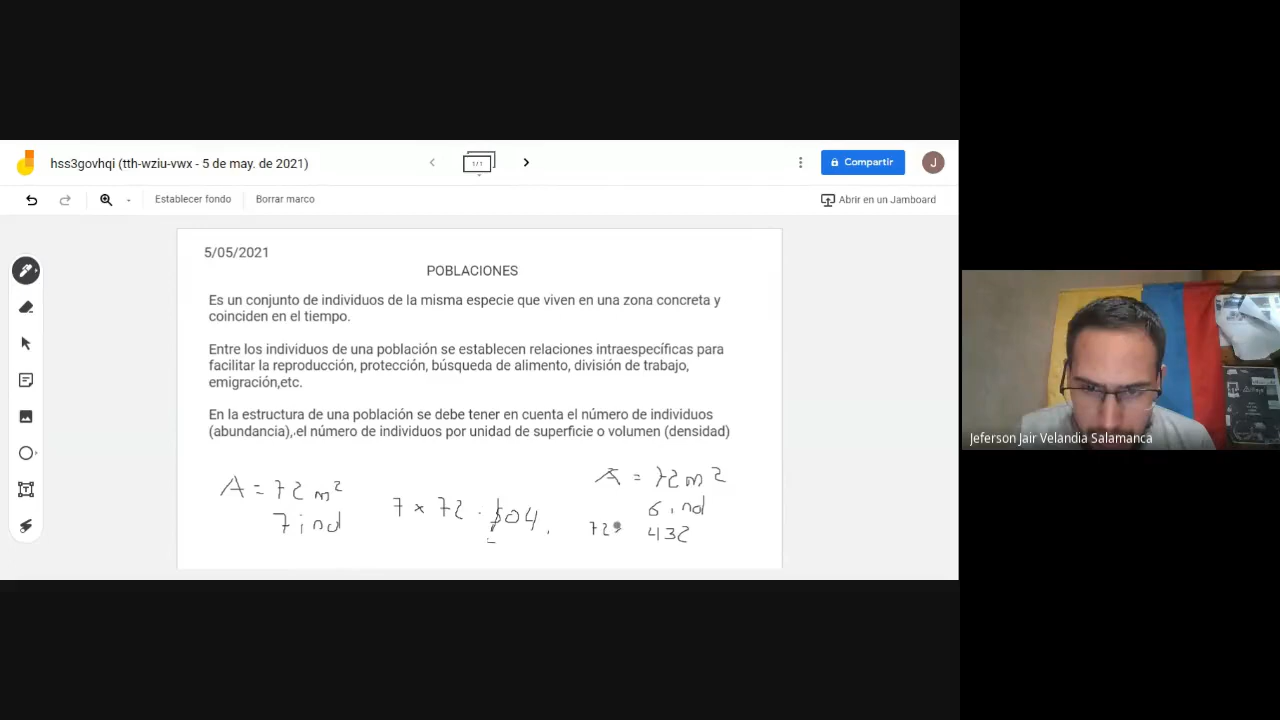 hss3govhqi (tth-wziu-vwx - 5 de may. de 2021)
1/1
Compartir
J
Establecer fondo
Borrar marco
Abrir en un Jamboard
5/05/2021
POBLACIONES
Es un conjunto de individuos de la misma especie que viven en una zona concreta y
coinciden en el tiempo.
Entre los individuos de una población se establecen relaciones intraespecíficas para
facilitar la reproducción, protección, búsqueda de alimento, división de trabajo,
emigración,etc.
En la estructura de una población se debe tener en cuenta el número de individuos
(abundancia),.el número de individuos por unidad de superficie o volumen (densidad)
A = 72 m²
7 ind
7 × 72 . 504
A = 72 m²
6 ind
72
432
Jeferson Jair Velandia Salamanca